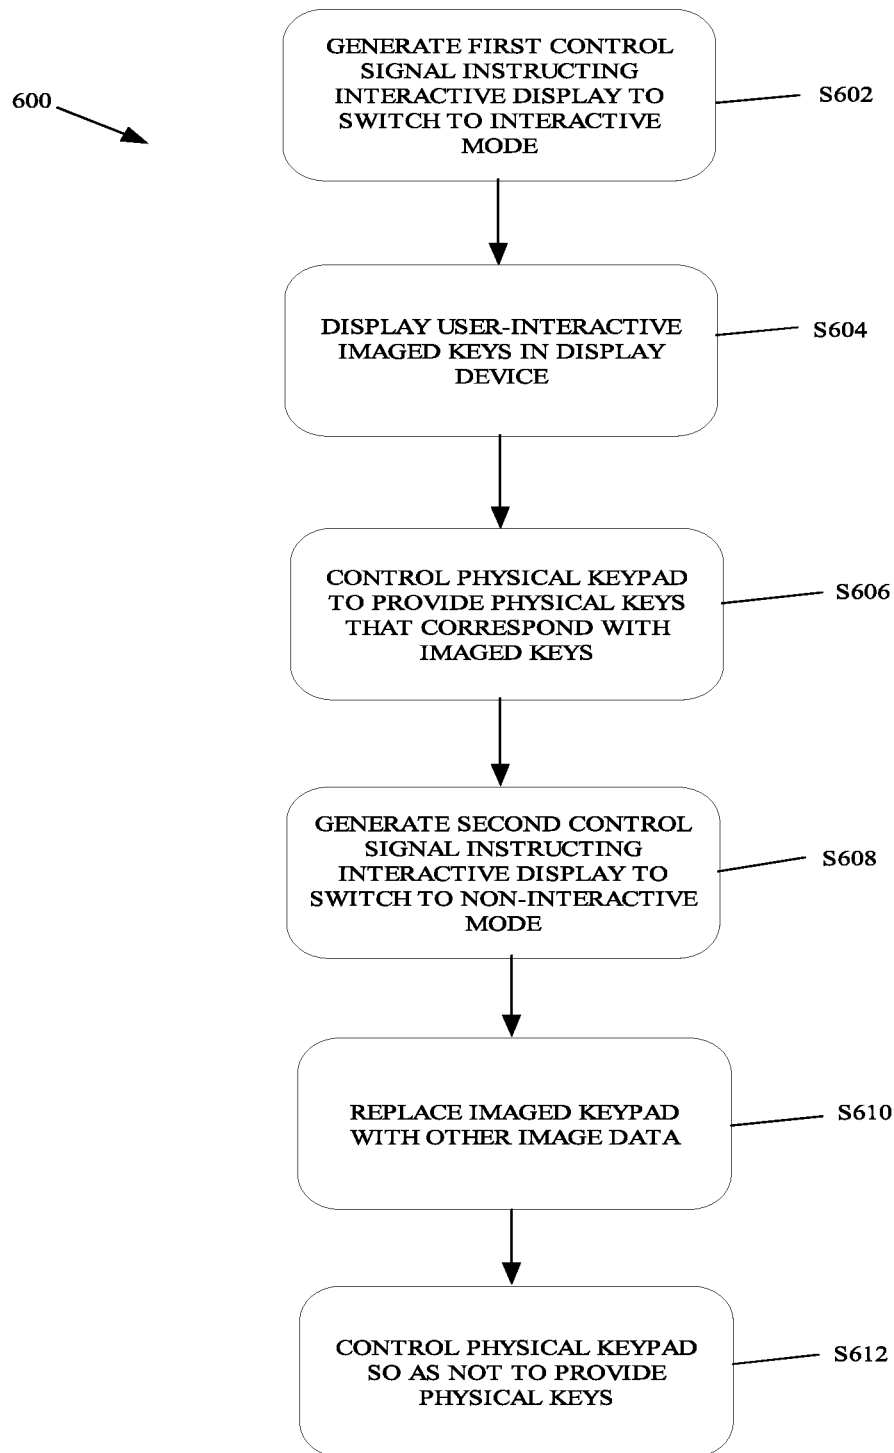 GENERATE FIRST CONTROL
SIGNAL INSTRUCTING
INTERACTIVE DISPLAY TO
SWITCH TO INTERACTIVE
MODE
S602
600
DISPLAY USER-INTERACTIVE
IMAGED KEYS IN DISPLAY
DEVICE
S604
CONTROL PHYSICAL KEYPAD
TO PROVIDE PHYSICAL KEYS
THAT CORRESPOND WITH
IMAGED KEYS
S606
GENERATE SECOND CONTROL
SIGNAL INSTRUCTING
INTERACTIVE DISPLAY TO
SWITCH TO NON-INTERACTIVE
MODE
S608
REPLACE IMAGED KEYPAD
WITH OTHER IMAGE DATA
S610
CONTROL PHYSICAL KEYPAD
SO AS NOT TO PROVIDE
PHYSICAL KEYS
S612